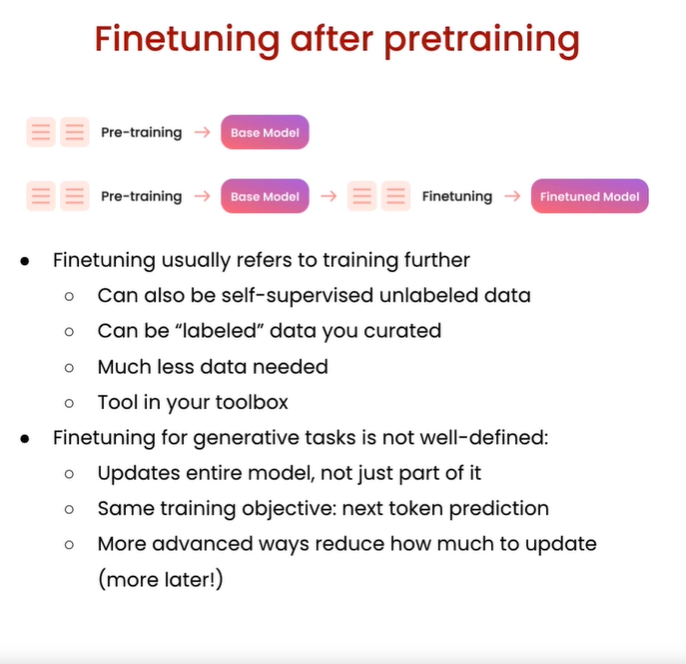 Finetuning after pretraining
Pre-training → Base Model
Pre-training → Base Model → Finetuning → Finetuned Model
● Finetuning usually refers to training further
○ Can also be self-supervised unlabeled data
○ Can be “labeled” data you curated
○ Much less data needed
○ Tool in your toolbox
● Finetuning for generative tasks is not well-defined:
○ Updates entire model, not just part of it
○ Same training objective: next token prediction
○ More advanced ways reduce how much to update
(more later!)